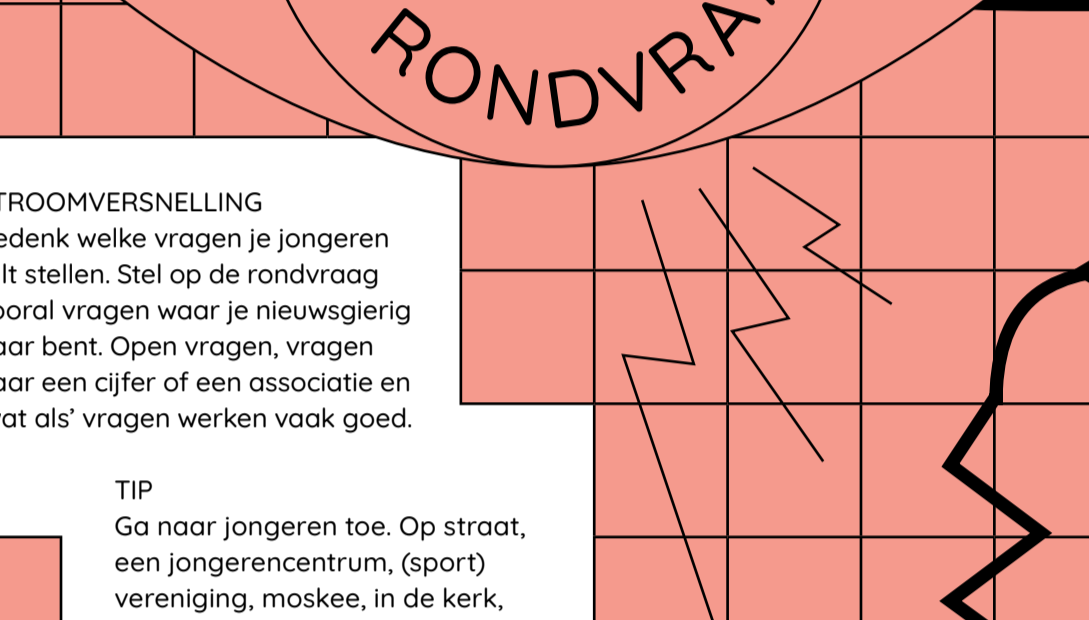 RONDVRA
TROOMVERSNELLING
edenk welke vragen je jongeren
lt stellen. Stel op de rondvraag
ooral vragen waar je nieuwsgierig
aar bent. Open vragen, vragen
aar een cijfer of een associatie en
at als’ vragen werken vaak goed.
TIP
Ga naar jongeren toe. Op straat,
een jongerencentrum, (sport)
vereniging, moskee, in de kerk,